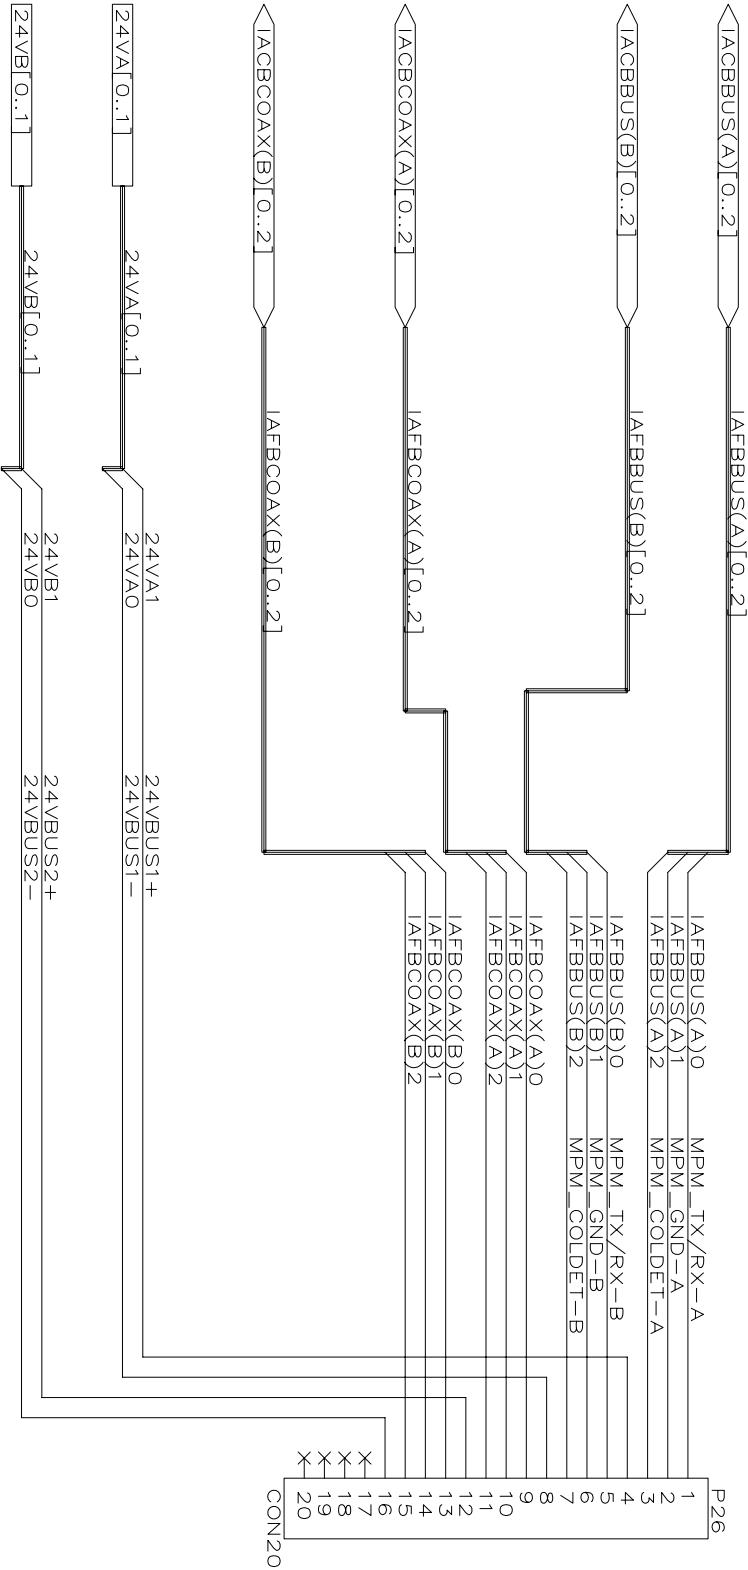 IACBBUS(A)[0..2]
IAFBBUS(A)[0..2]
P26
IAFBBUS(A)0
MPM_TX/RX-A
1
IAFBBUS(A)1
MPM_GND-A
2
IAFBBUS(A)2
MPM_COLDET-A
3
IACBBUS(B)[0..2]
IAFBBUS(B)[0..2]
4
IAFBBUS(B)0
MPM_TX/RX-B
5
IAFBBUS(B)1
MPM_GND-B
6
IAFBBUS(B)2
MPM_COLDET-B
7
8
IAFBCOAX(A)0
9
IAFBCOAX(A)1
10
IAFBCOAX(A)2
11
12
IACBCOAX(A)[0..2]
IAFBCOAX(A)[0..2]
IAFBCOAX(B)0
13
IAFBCOAX(B)1
14
IAFBCOAX(B)2
15
16
17
18
19
20
CON20
IACBCOAX(B)[0..2]
IAFBCOAX(B)[0..2]
24VA[0..1]
24VA[0..1]
24VA1
24VBUS1+
24VA0
24VBUS1-
24VB[0..1]
24VB[0..1]
24VB1
24VBUS2+
24VB0
24VBUS2-